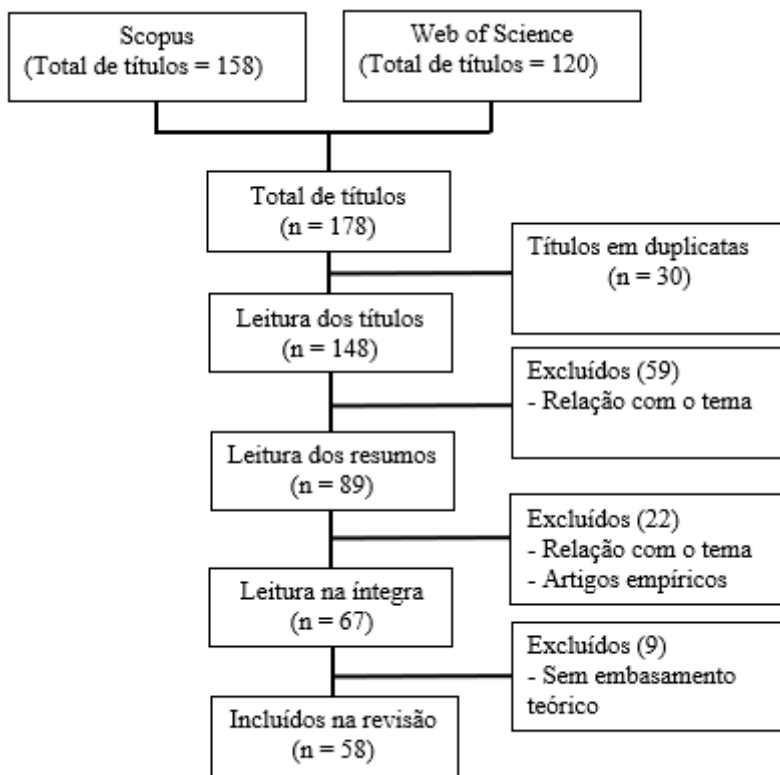 Scopus
(Total de títulos = 158)
Web of Science
(Total de títulos = 120)
Total de títulos
(n = 178)
Títulos em duplicatas
(n = 30)
Leitura dos títulos
(n = 148)
Excluídos (59)
- Relação com o tema
Leitura dos resumos
(n = 89)
Excluídos (22)
- Relação com o tema
- Artigos empíricos
Leitura na íntegra
(n = 67)
Excluídos (9)
- Sem embasamento
teórico
Incluídos na revisão
(n = 58)